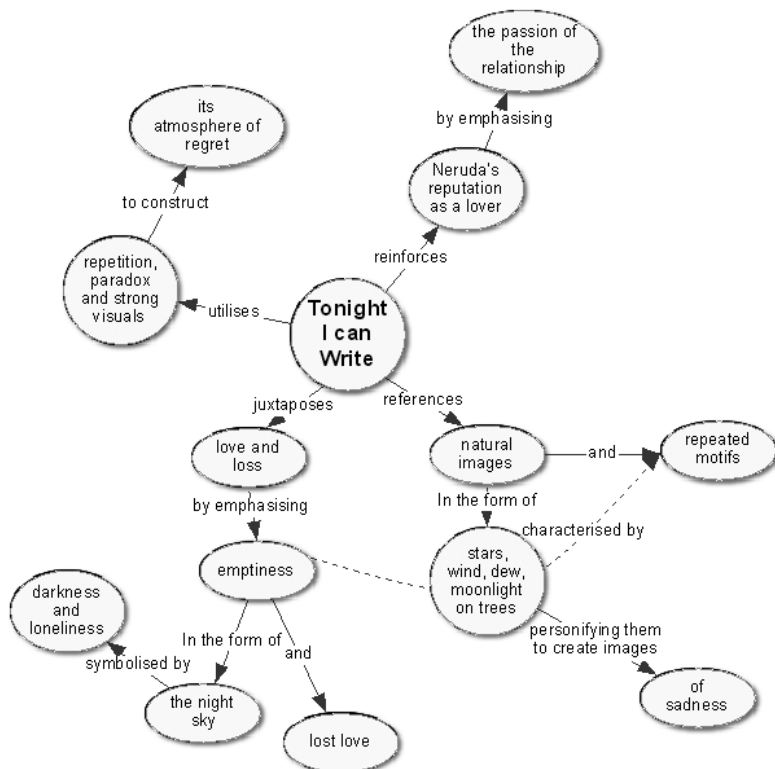 the passion of
the
relationship
its
atmosphere of
regret
by emphasising
to construct
Neruda's
reputation
as a lover
repetition,
paradox
and strong
visuals
utilises
reinforces
Tonight
I can
Write
juxtaposes
references
love and
loss
natural
images
and
repeated
motifs
by emphasising
In the form of
characterised by
emptiness
stars,
wind, dew,
moonlight
on trees
darkness
and
loneliness
In the form of
and
personifying them
to create images
symbolised by
the night
sky
lost love
of
sadness